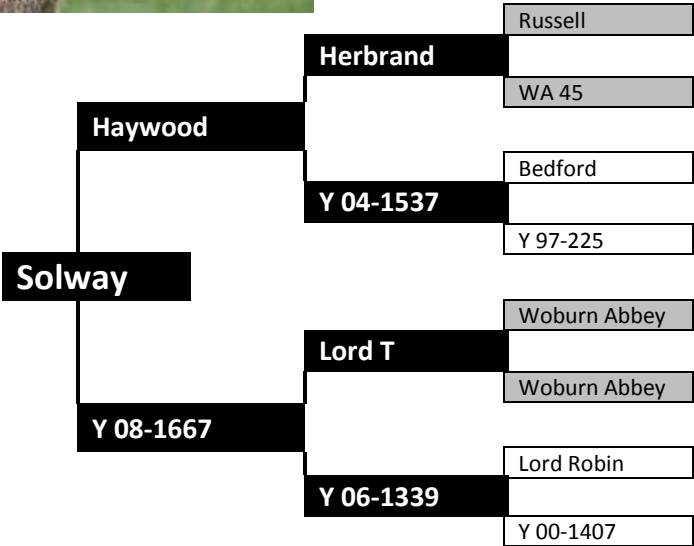 Russell
Herbrand
WA 45
Haywood
Bedford
Y 04-1537
Y 97-225
Solway
Woburn Abbey
Lord T
Woburn Abbey
Y 08-1667
Lord Robin
Y 06-1339
Y 00-1407